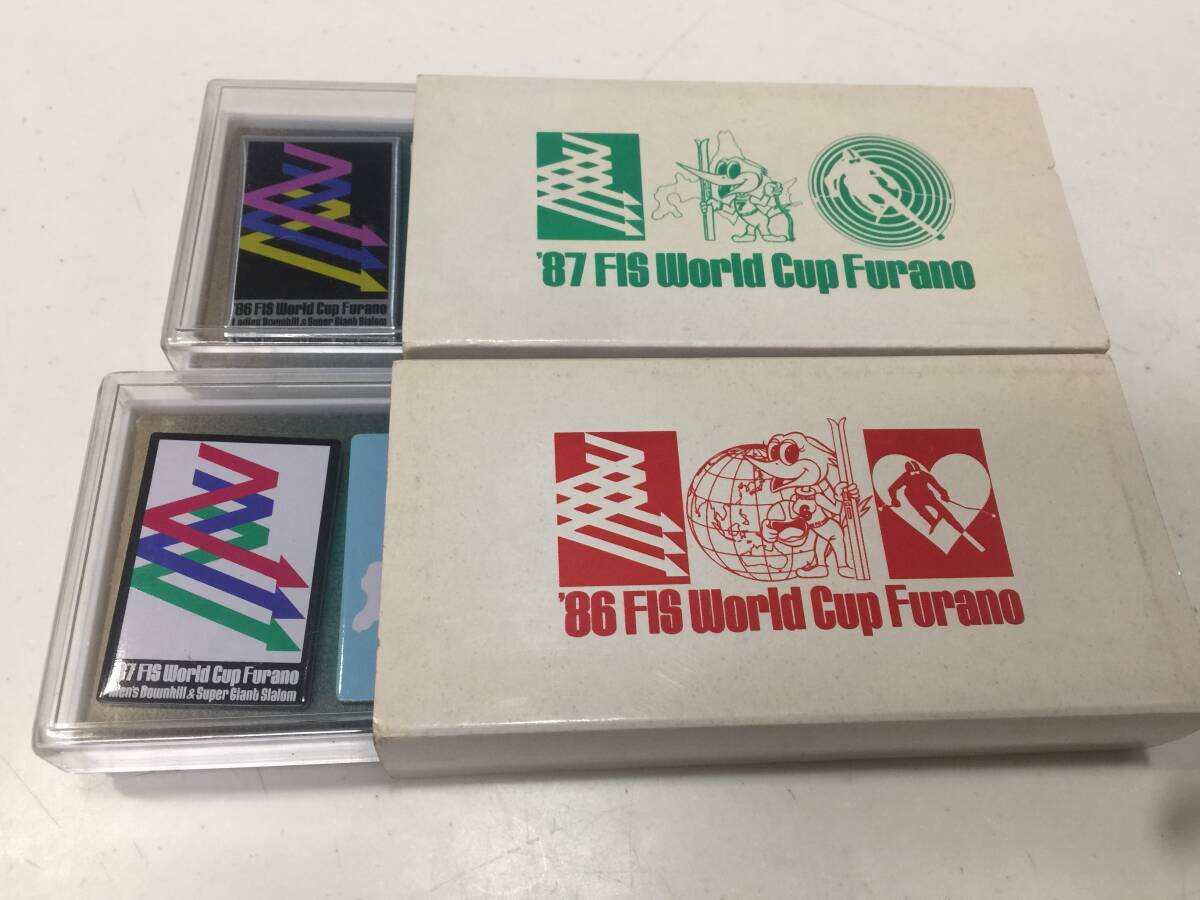 '86 FIS World Cup Furano
Ladies' Downhill & Super Giant Slalom
'87 FIS World Cup Furano
'87 FIS World Cup Furano
Men's Downhill & Super Giant Slalom
'86 FIS World Cup Furano